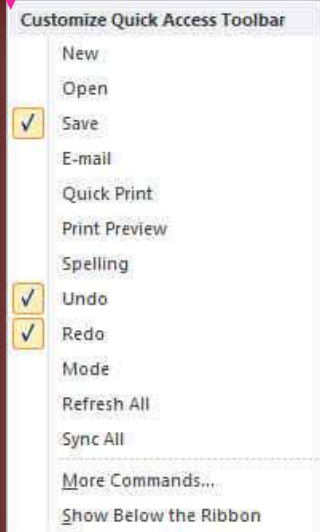 Customize Quick Access Toolbar
New
Open
Save
E-mail
Quick Print
Print Preview
Spelling
Undo
Redo
Mode
Refresh All
Sync All
More Commands...
Show Below the Ribbon